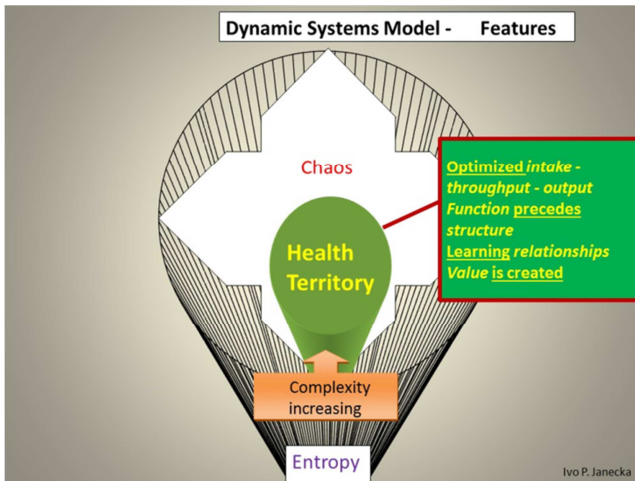 Dynamic Systems Model - Features
Chaos
Optimized intake -
throughput - output
Function precedes
structure
Learning relationships
Value is created
Health
Territory
Complexity
increasing
Entropy
Ivo P. Janecka